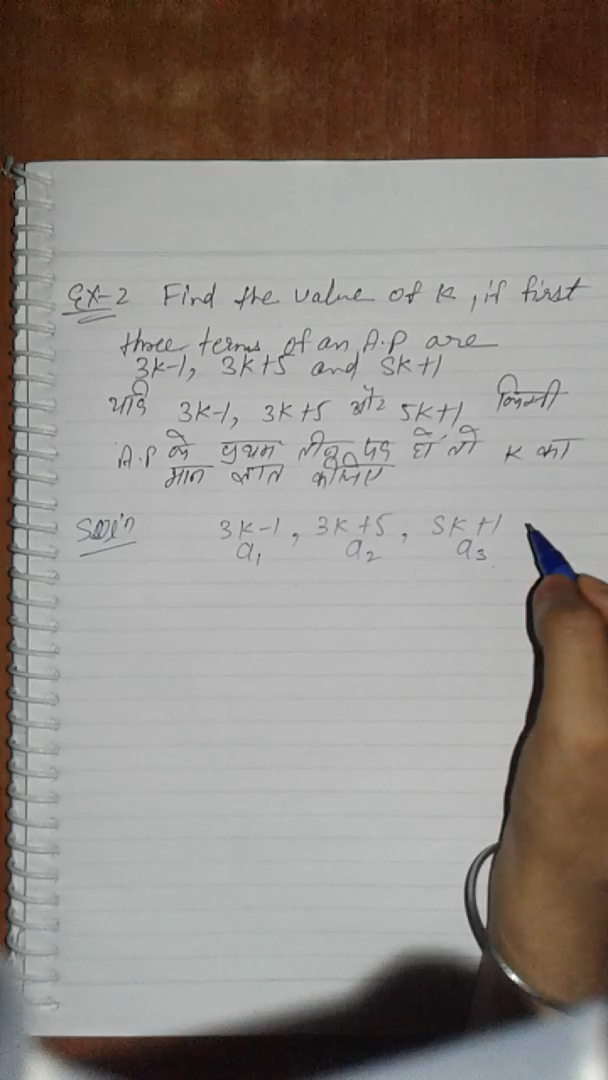 Ex-2 Find the value of K, if first
three terms of an A.P are
3K-1, 3K+5 and 5K+1
यदि 3K-1, 3K+5 और 5K+1, किसी
A.P के प्रथम तीन पद हों तो K का
मान ज्ञात कीजिए
Sol'n 3K-1, 3K+5, 5K+1
a₁ a₂ a₃